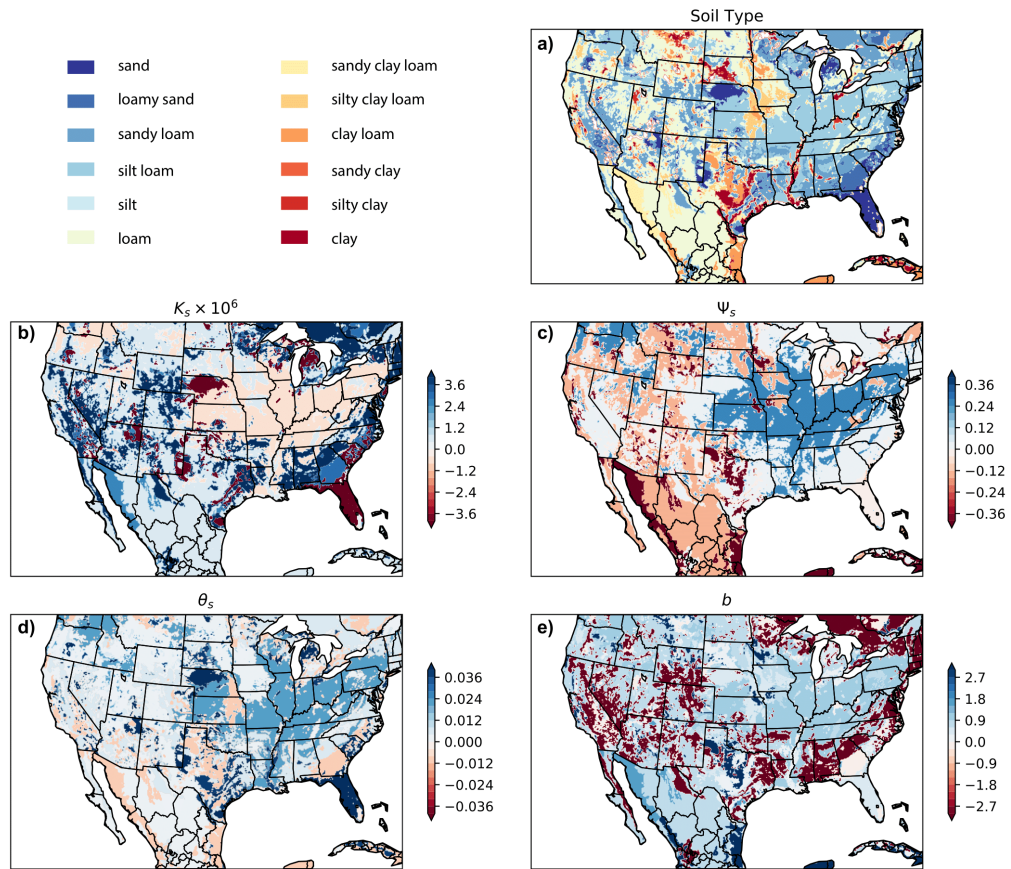 Soil Type
a)
sand
sandy clay loam
loamy sand
silty clay loam
sandy loam
clay loam
silt loam
sandy clay
silt
silty clay
loam
clay
K_s × 10^6
b)
3.6
2.4
1.2
0.0
−1.2
−2.4
−3.6
Ψ_s
c)
0.36
0.24
0.12
0.00
−0.12
−0.24
−0.36
θ_s
d)
0.036
0.024
0.012
0.000
−0.012
−0.024
−0.036
b
e)
2.7
1.8
0.9
0.0
−0.9
−1.8
−2.7